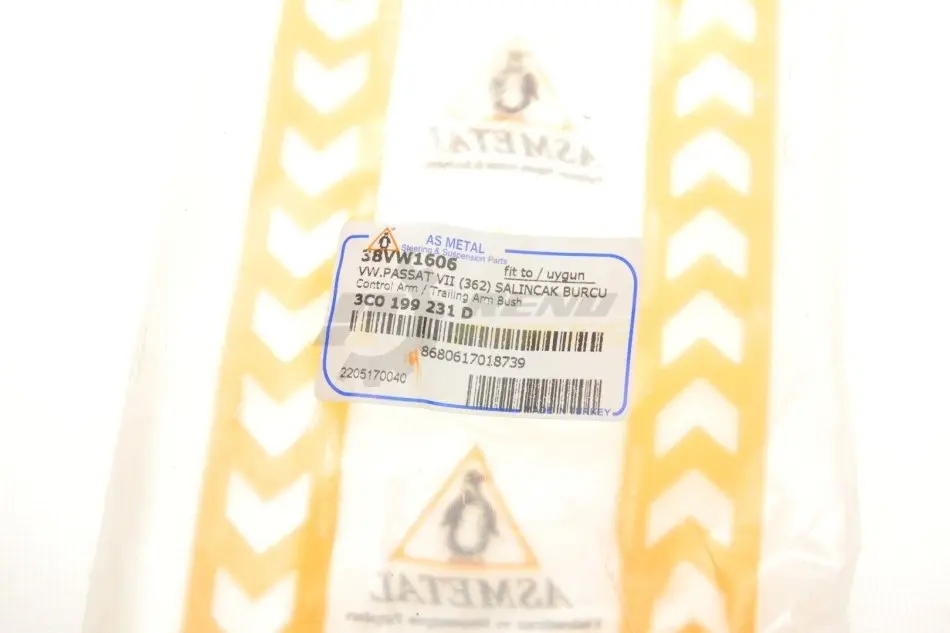 ASMETAL
AS METAL
Steering & Suspension Parts
38VW1606
fit to / uygun
VW.PASSAT VII (362) SALINCAK BURCU
Control Arm / Trailing Arm Bush
3C0 199 231 D
8680617018739
2205170040
MADE IN TURKEY
ASMETAL